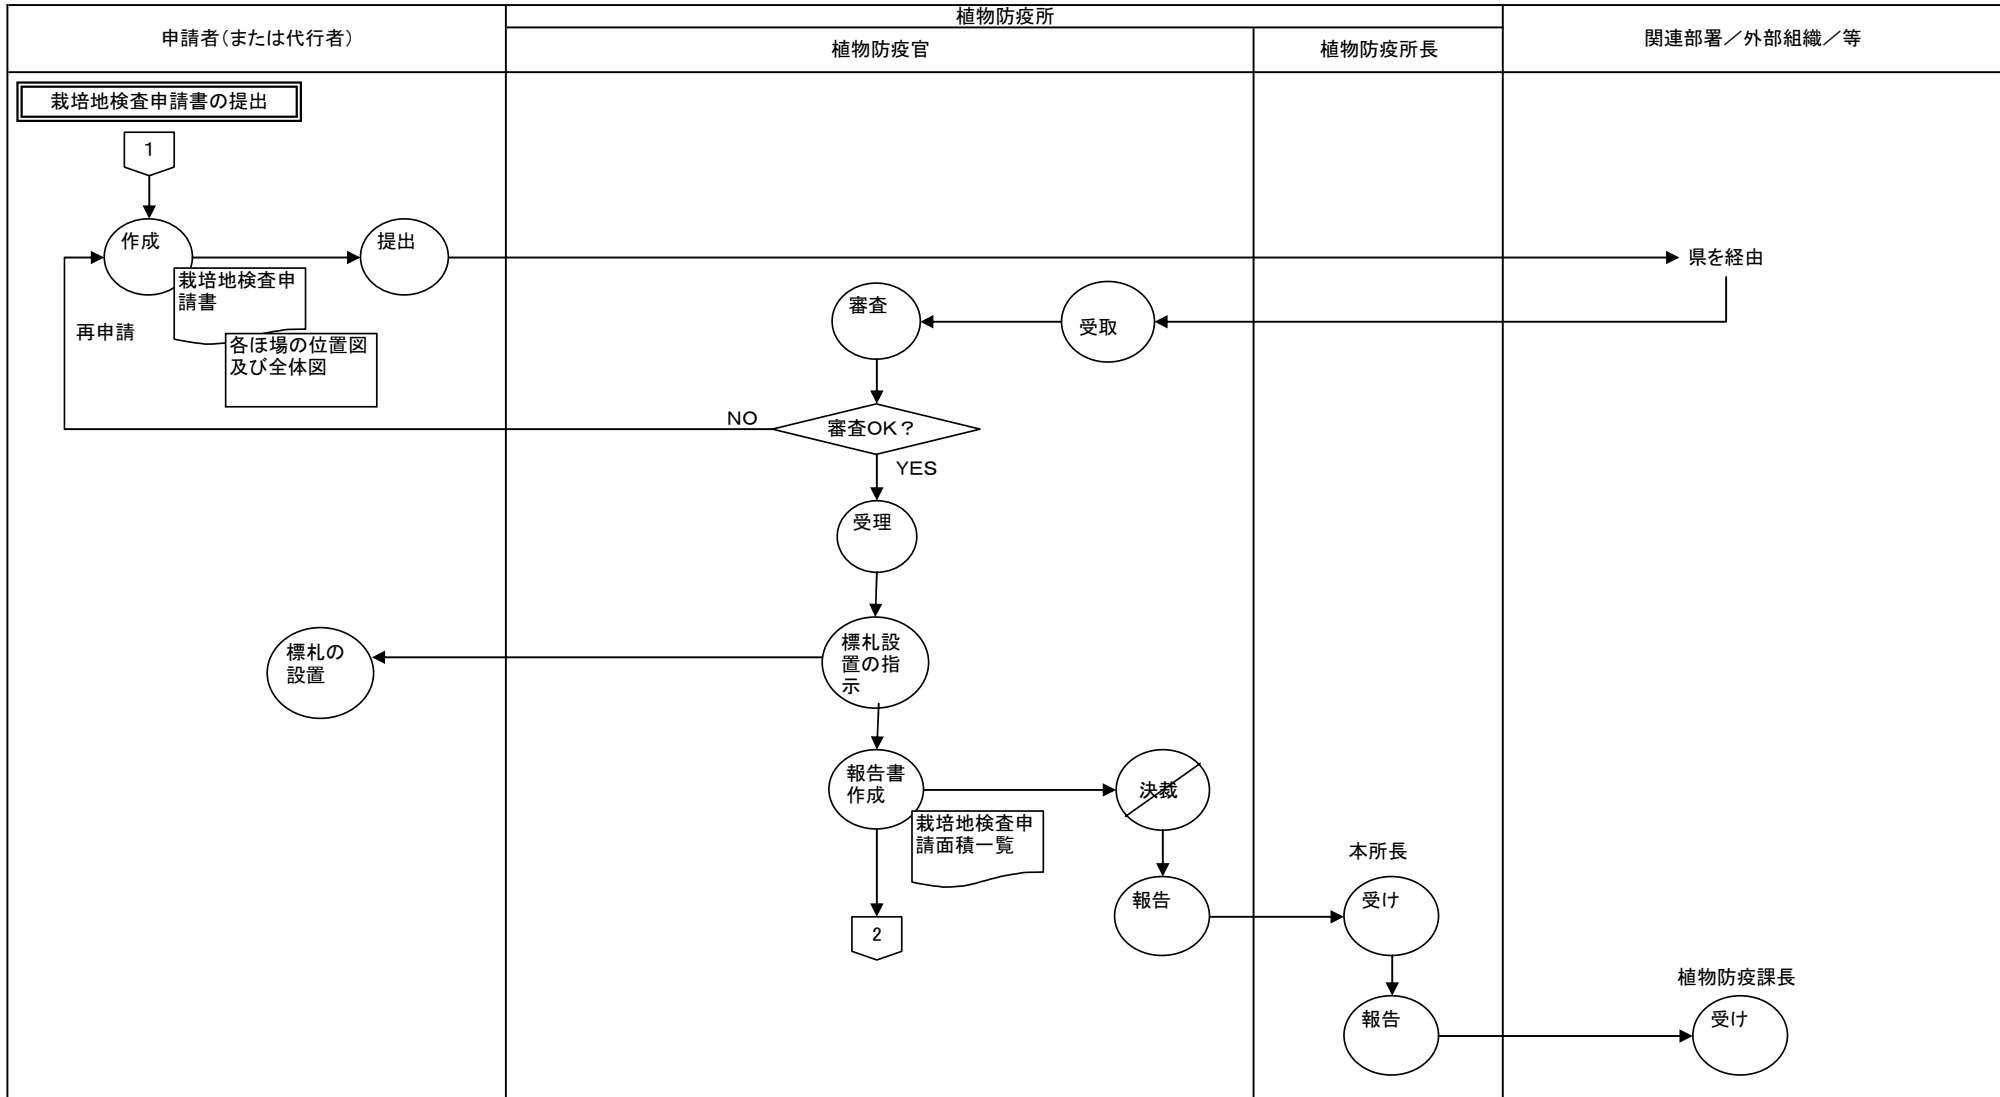 植物防疫所
申請者(または代行者)
植物防疫官
植物防疫所長
関連部署／外部組織／等
栽培地検査申請書の提出
1
作成
提出
県を経由
栽培地検査申
請書
再申請
各ほ場の位置図
及び全体図
審査
受取
NO
審査OK？
YES
受理
標札の
設置
標札設
置の指
示
報告書
作成
決裁
栽培地検査申
請面積一覧
本所長
報告
受け
2
植物防疫課長
報告
受け